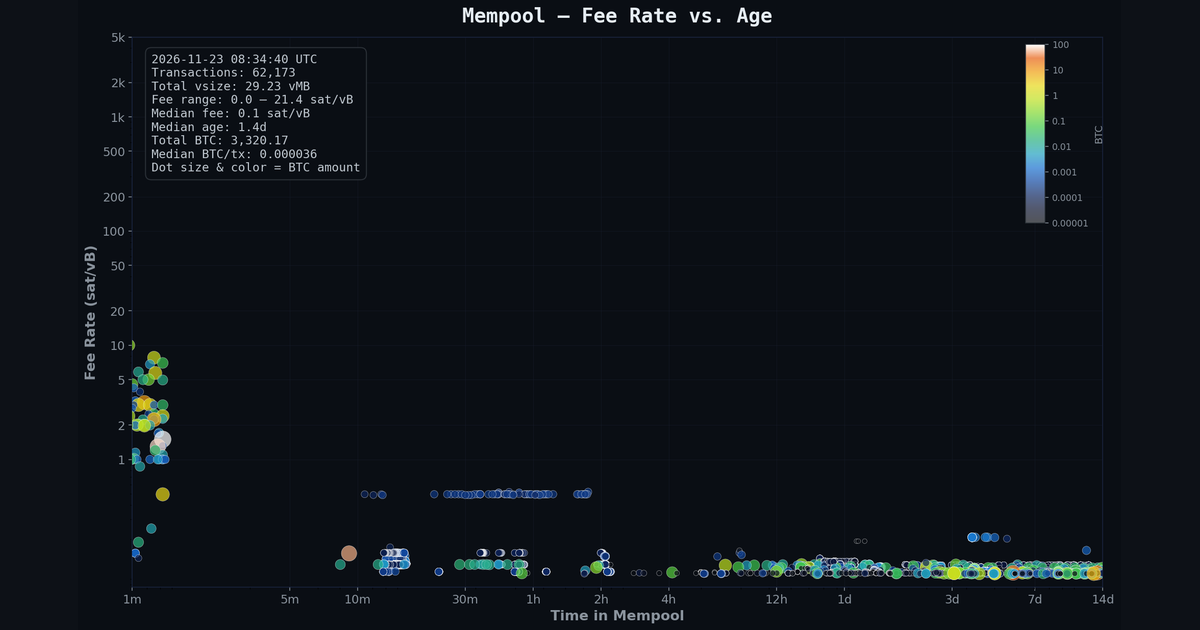 Mempool — Fee Rate vs. Age
2026-11-23 08:34:40 UTC
Transactions: 62,173
Total vsize: 29.23 vMB
Fee range: 0.0 – 21.4 sat/vB
Median fee: 0.1 sat/vB
Median age: 1.4d
Total BTC: 3,320.17
Median BTC/tx: 0.000036
Dot size & color = BTC amount
5k
2k
1k
500
200
100
50
20
10
5
2
1
Fee Rate (sat/vB)
100
10
1
0.1
0.01
0.001
0.0001
0.00001
BTC
1m 5m 10m 30m 1h 2h 4h 12h 1d 3d 7d 14d
Time in Mempool